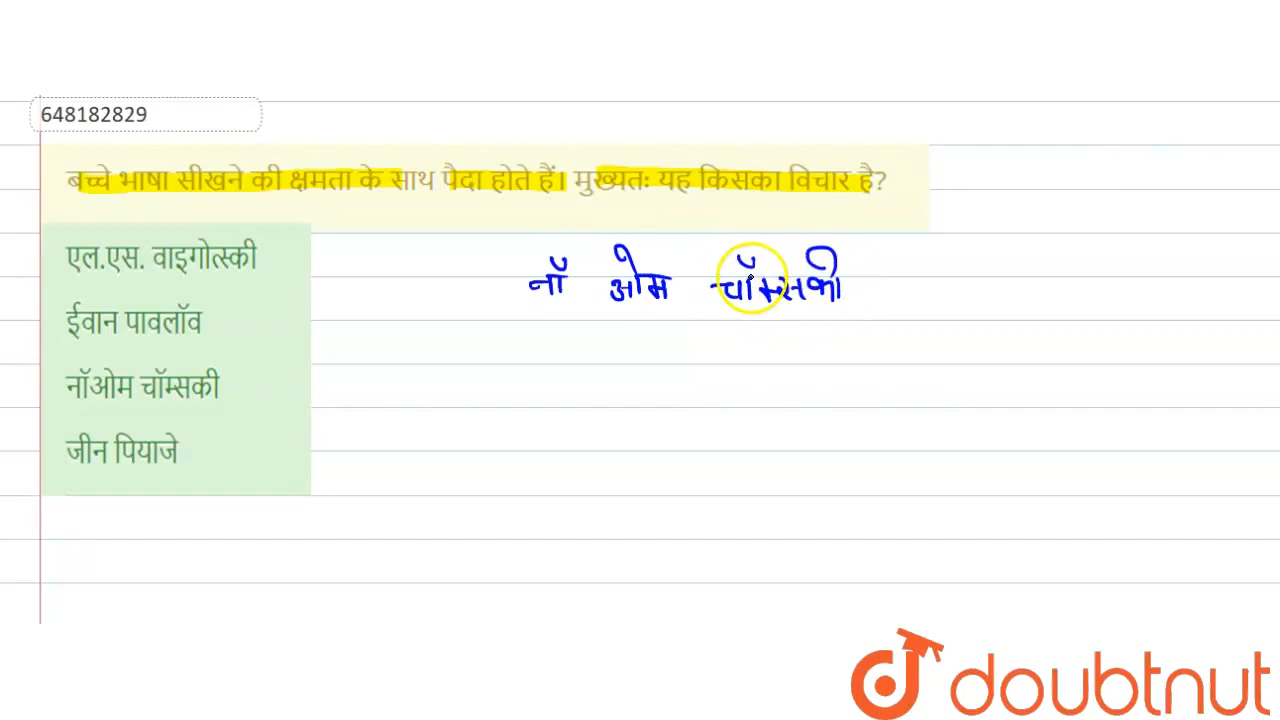 648182829
बच्चे भाषा सीखने की क्षमता के साथ पैदा होते हैं। मुख्यतः यह किसका विचार है?
एल.एस. वाइगोत्स्की
नॉ ओम चॉम्सकी
ईवान पावलॉव
नॉओम चॉम्सकी
जीन पियाजे
doubtnut